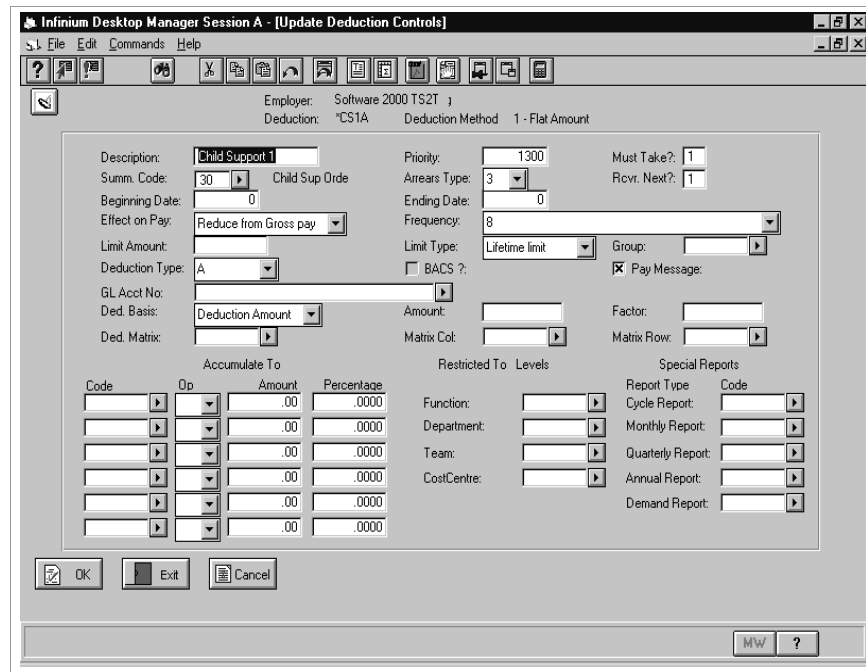 Infinium Desktop Manager Session A - [Update Deduction Controls]
File Edit Commands Help
Employer: Software 2000 TS2T ;
Deduction: *CS1A Deduction Method 1 - Flat Amount
Description: Child Support 1 Priority: 1300 Must Take?: 1
Summ. Code: 30 Child Sup Orde Arrears Type: 3 Rcvr. Next?: 1
Beginning Date: 0 Ending Date: 0
Effect on Pay: Reduce from Gross pay Frequency: 8
Limit Amount: Limit Type: Lifetime limit Group:
Deduction Type: A BACS ?: Pay Message:
GL Acct No:
Ded. Basis: Deduction Amount Amount: Factor:
Ded. Matrix: Matrix Col: Matrix Row:
Accumulate To Restricted To Levels Special Reports
Code Op Amount Percentage Report Type Code
.00 .0000 Function: Cycle Report:
.00 .0000 Department: Monthly Report:
.00 .0000 Team: Quarterly Report:
.00 .0000 CostCentre: Annual Report:
.00 .0000 Demand Report:
.00 .0000
OK Exit Cancel
MW ?